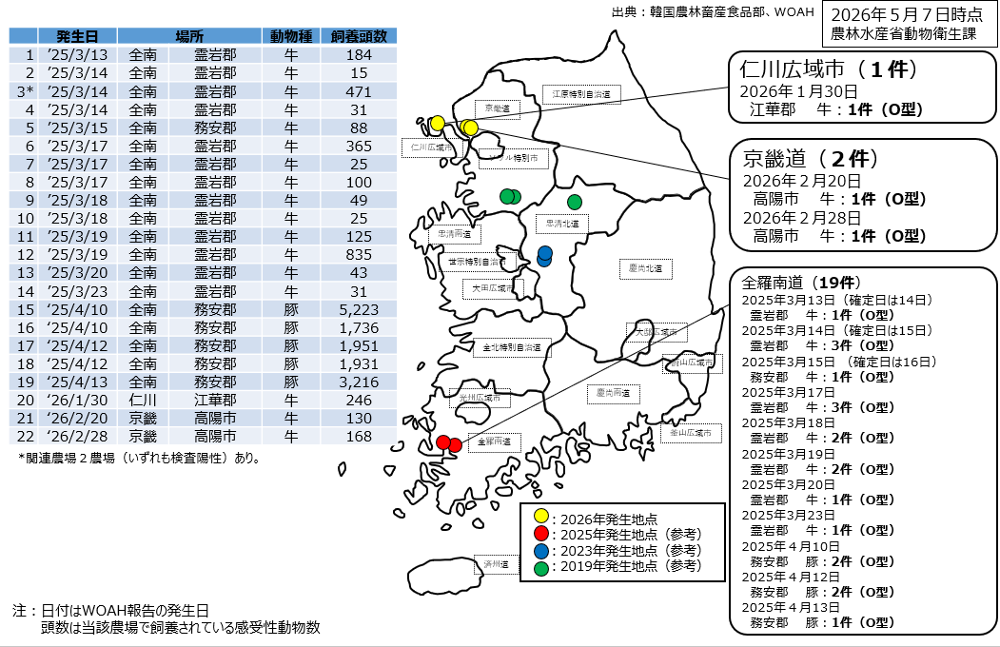 出典：韓国農林畜産食品部、WOAH
2026年５月７日時点
農林水産省動物衛生課
発生日 場所 動物種 飼養頭数
1 ’25/3/13 全南 霊岩郡 牛 184
2 ’25/3/14 全南 霊岩郡 牛 15
3* ’25/3/14 全南 霊岩郡 牛 471
4 ’25/3/14 全南 霊岩郡 牛 31
5 ’25/3/15 全南 務安郡 牛 88
6 ’25/3/17 全南 霊岩郡 牛 365
7 ’25/3/17 全南 霊岩郡 牛 25
8 ’25/3/17 全南 霊岩郡 牛 100
9 ’25/3/18 全南 霊岩郡 牛 49
10 ’25/3/18 全南 霊岩郡 牛 25
11 ’25/3/19 全南 霊岩郡 牛 125
12 ’25/3/19 全南 霊岩郡 牛 835
13 ’25/3/20 全南 霊岩郡 牛 43
14 ’25/3/23 全南 霊岩郡 牛 31
15 ‘25/4/10 全南 務安郡 豚 5,223
16 ‘25/4/10 全南 務安郡 豚 1,736
17 ‘25/4/12 全南 務安郡 豚 1,951
18 ‘25/4/12 全南 務安郡 豚 1,931
19 ‘25/4/13 全南 務安郡 豚 3,216
20 ‘26/1/30 仁川 江華郡 牛 246
21 ‘26/2/20 京畿 高陽市 牛 130
22 ‘26/2/28 京畿 高陽市 牛 168
*関連農場２農場（いずれも検査陽性）あり。
注：日付はWOAH報告の発生日
頭数は当該農場で飼養されている感受性動物数
京畿道
江原特別自治道
仁川広域市
ソウル特別市
忠清南道
忠清北道
世宗特別自治市
大田広域市
慶尚北道
全北特別自治道
大邱広域市
蔚山広域市
光州広域市
慶尚南道
釜山広域市
全羅南道
済州道
：2026年発生地点
：2025年発生地点（参考）
：2023年発生地点（参考）
：2019年発生地点（参考）
仁川広域市（１件）
2026年１月30日
江華郡 牛：1件（O型）
京畿道（２件）
2026年２月20日
高陽市 牛：1件（O型）
2026年２月28日
高陽市 牛：1件（O型）
全羅南道（19件）
2025年3月13日（確定日は14日）
霊岩郡 牛：1件（O型）
2025年3月14日（確定日は15日）
霊岩郡 牛：3件（O型）
2025年3月15日 （確定日は16日）
務安郡 牛：1件（O型）
2025年3月17日
霊岩郡 牛：3件（O型）
2025年3月18日
霊岩郡 牛：2件（O型）
2025年3月19日
霊岩郡 牛：2件（O型）
2025年3月20日
霊岩郡 牛：1件（O型）
2025年3月23日
霊岩郡 牛：1件（O型）
2025年４月10日
務安郡 豚：2件（O型）
2025年４月12日
務安郡 豚：2件（O型）
2025年４月13日
務安郡 豚：1件（O型）